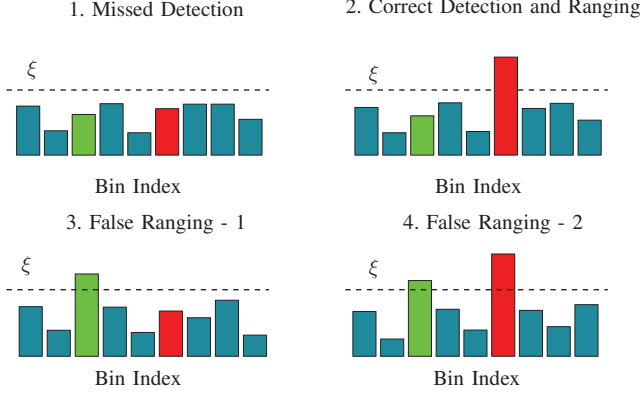 1. Missed Detection
2. Correct Detection and Ranging
ξ
ξ
Bin Index
Bin Index
3. False Ranging - 1
4. False Ranging - 2
ξ
ξ
Bin Index
Bin Index